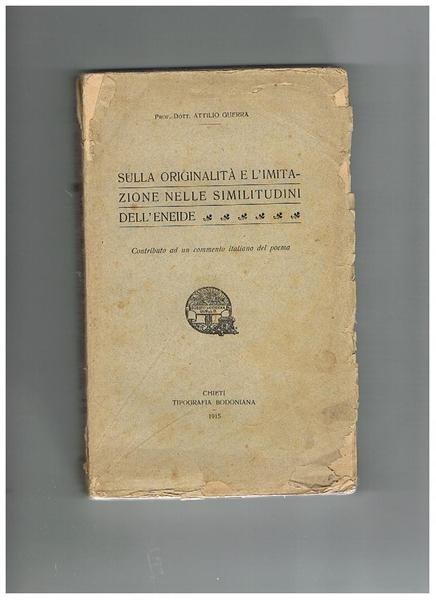 PROF. DOTT. ATTILIO GUERRA
SULLA ORIGINALITÀ E L'IMITA-
ZIONE NELLE SIMILITUDINI
DELL'ENEIDE
Contributo ad un commento italiano del poema
CHIETI
TIPOGRAFIA BODONIANA
1915